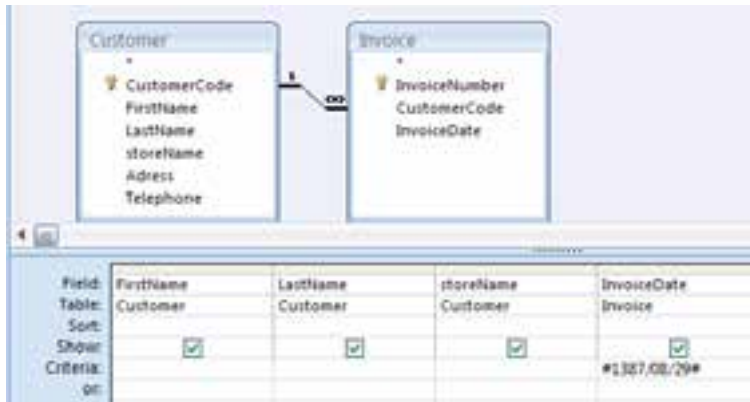 Customer
*
CustomerCode
FirstName
LastName
storeName
Adress
Telephone
1
∞
Invoice
*
InvoiceNumber
CustomerCode
InvoiceDate
Field: FirstName LastName storeName InvoiceDate
Table: Customer Customer Customer Invoice
Sort:
Show:
Criteria: #1387/08/29#
or: